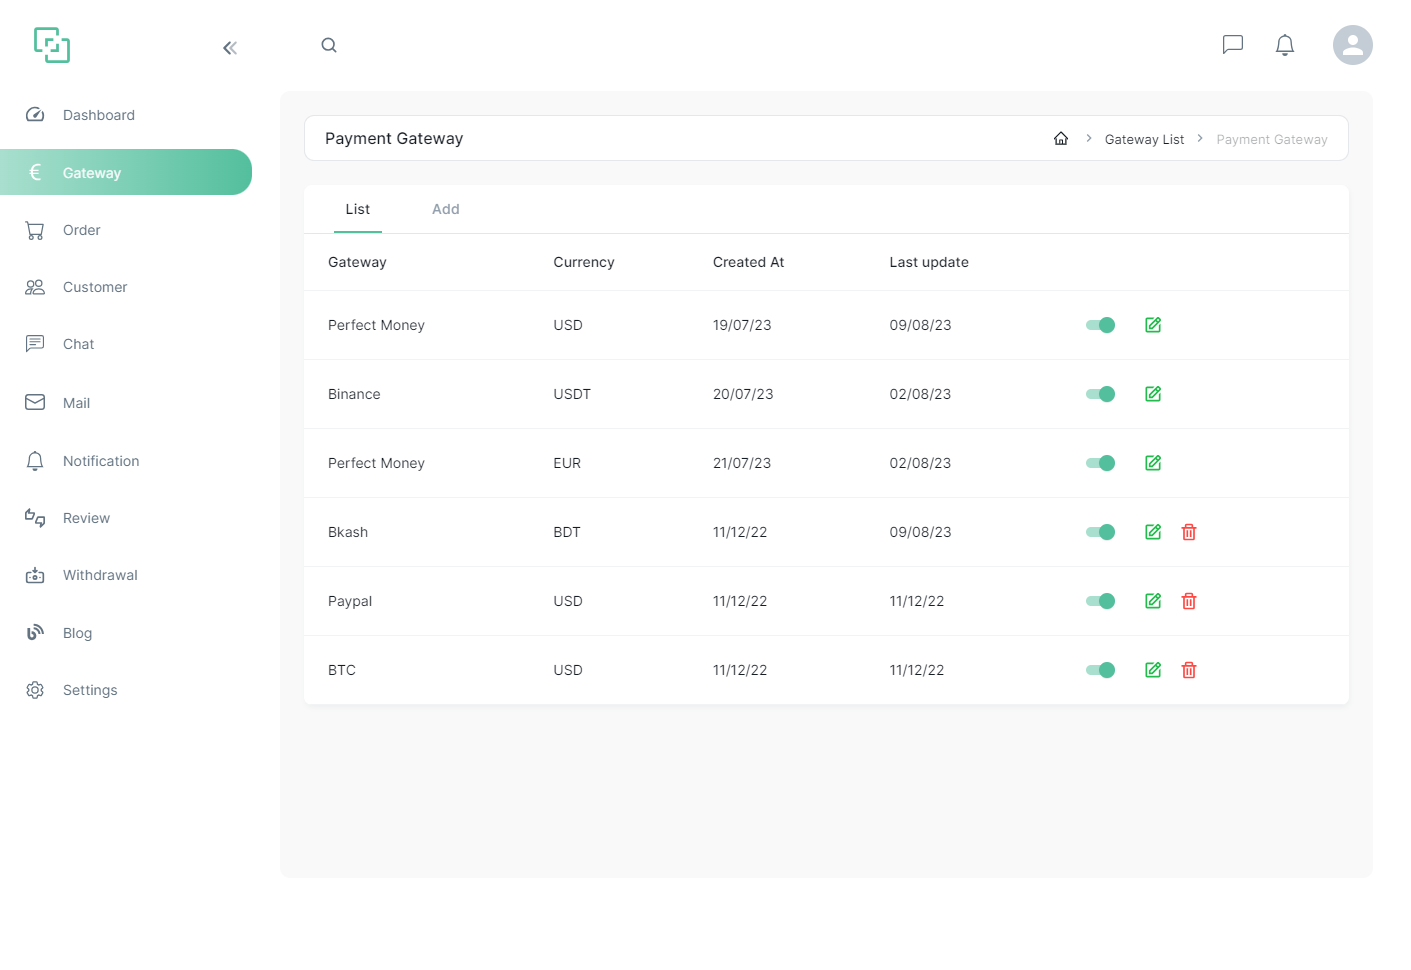 Dashboard
Gateway
Order
Customer
Chat
Mail
Notification
Review
Withdrawal
Blog
Settings
Payment Gateway
Gateway List > Payment Gateway
List Add
Gateway Currency Created At Last update
Perfect Money USD 19/07/23 09/08/23
Binance USDT 20/07/23 02/08/23
Perfect Money EUR 21/07/23 02/08/23
Bkash BDT 11/12/22 09/08/23
Paypal USD 11/12/22 11/12/22
BTC USD 11/12/22 11/12/22